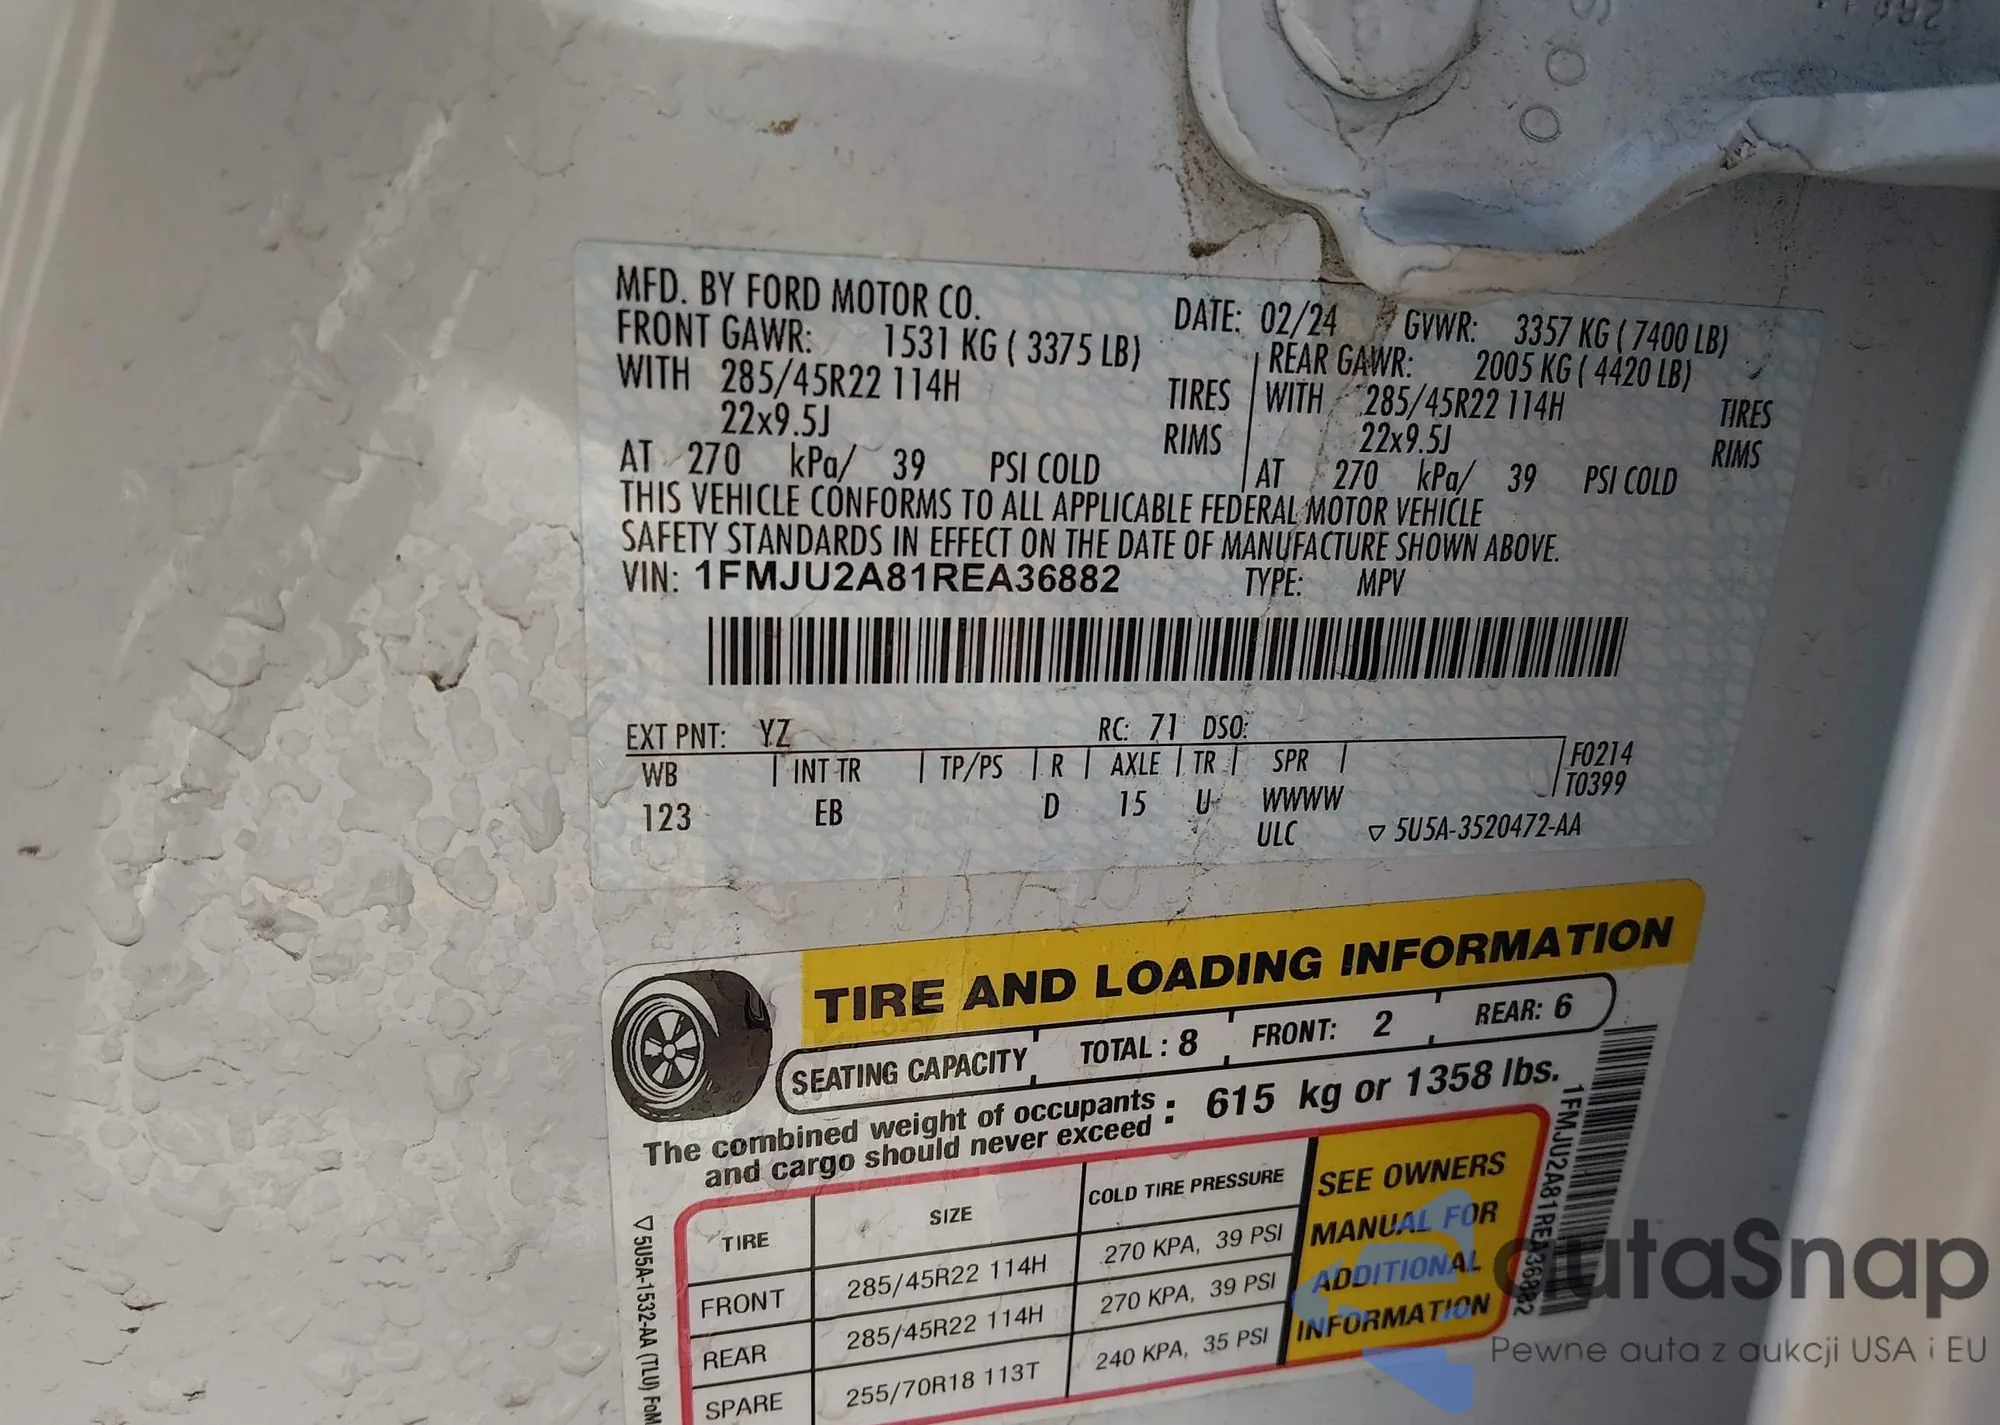 MFD. BY FORD MOTOR CO. DATE: 02/24 GVWR: 3357 KG ( 7400 LB)
FRONT GAWR: 1531 KG ( 3375 LB) REAR GAWR: 2005 KG ( 4420 LB)
WITH 285/45R22 114H TIRES WITH 285/45R22 114H TIRES
22x9.5J RIMS 22x9.5J RIMS
AT 270 kPa/ 39 PSI COLD AT 270 kPa/ 39 PSI COLD
THIS VEHICLE CONFORMS TO ALL APPLICABLE FEDERAL MOTOR VEHICLE
SAFETY STANDARDS IN EFFECT ON THE DATE OF MANUFACTURE SHOWN ABOVE.
VIN: 1FMJU2A81REA36882 TYPE: MPV
EXT PNT: YZ RC: 71 DSO:
WB INT TR TP/PS R AXLE TR SPR F0214
T0399
123 EB D 15 U WWWW
ULC ▽ 5U5A-3520472-AA
TIRE AND LOADING INFORMATION
SEATING CAPACITY TOTAL : 8 FRONT: 2 REAR: 6
The combined weight of occupants
and cargo should never exceed : 615 kg or 1358 lbs.
TIRE SIZE COLD TIRE PRESSURE
FRONT 285/45R22 114H 270 KPA, 39 PSI
REAR 285/45R22 114H 270 KPA, 39 PSI
SPARE 255/70R18 113T 240 KPA, 35 PSI
SEE OWNERS
MANUAL FOR
ADDITIONAL
INFORMATION
1FMJU2A81REA36882
▽ 5U5A-1532-AA (TLU) FoM
autaSnap
Pewne auta z aukcji USA i EU